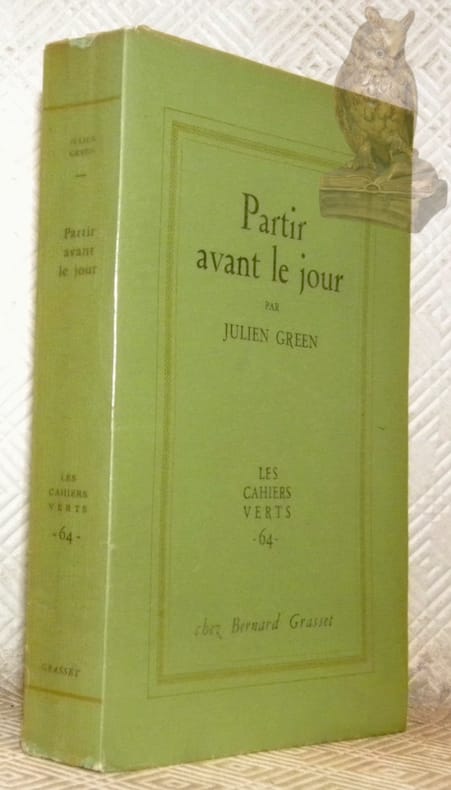 JULIEN
GREEN
Partir
avant
le jour
LES
CAHIERS
VERTS
-64-
GRASSET
Partir
avant le jour
PAR
JULIEN GREEN
LES
CAHIERS
VERTS
-64-
chez Bernard Grasset